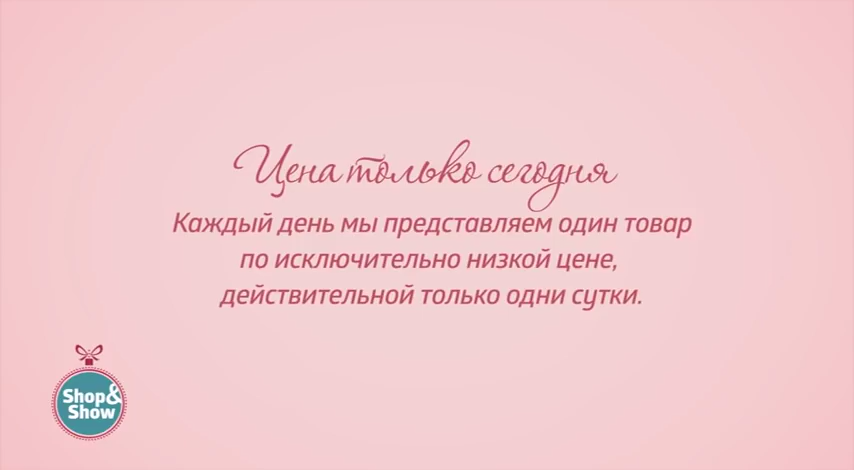 Цена только сегодня
Каждый день мы представляем один товар
по исключительно низкой цене,
действительной только одни сутки.
Shop&
Show